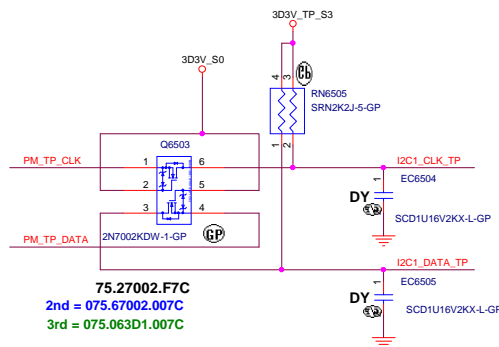 3D3V_TP_S3
3D3V_S0
4
3
RN6505
SRN2K2J-5-GP
1
2
Q6503
PM_TP_CLK
1
6
2
5
3
4
I2C1_CLK_TP
EC6504
1
DY
SCD1U16V2KX-L-GP
PM_TP_DATA
2N7002KDW-1-GP
GP
I2C1_DATA_TP
EC6505
1
DY
SCD1U16V2KX-L-GP
75.27002.F7C
2nd = 075.67002.007C
3rd = 075.063D1.007C